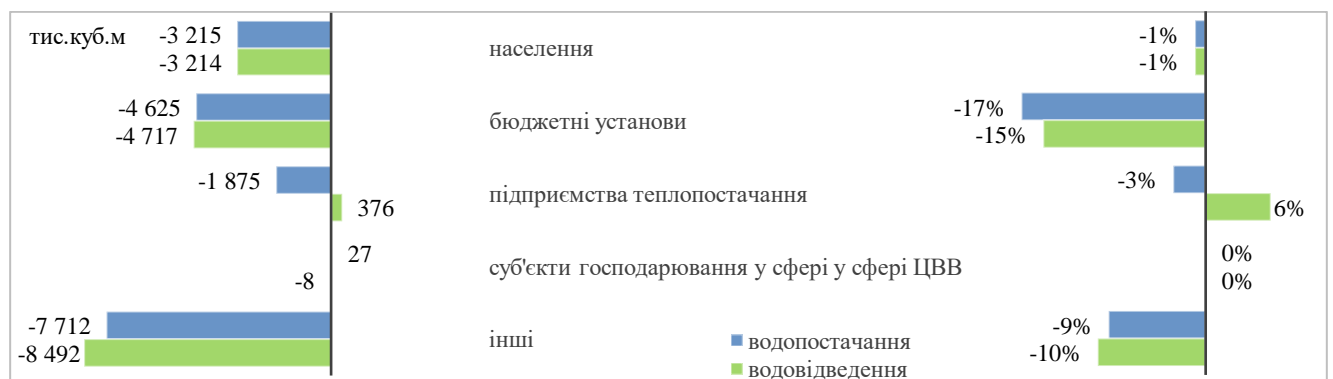 тис.куб.м -3 215 населення -1%
-3 214 -1%
-4 625 бюджетні установи -17%
-4 717 -15%
-1 875 підприємства теплопостачання -3%
376 6%
27 суб'єкти господарювання у сфері у сфері ЦВВ 0%
-8 0%
-7 712 інші -9%
-8 492 -10%
водопостачання
водовідведення